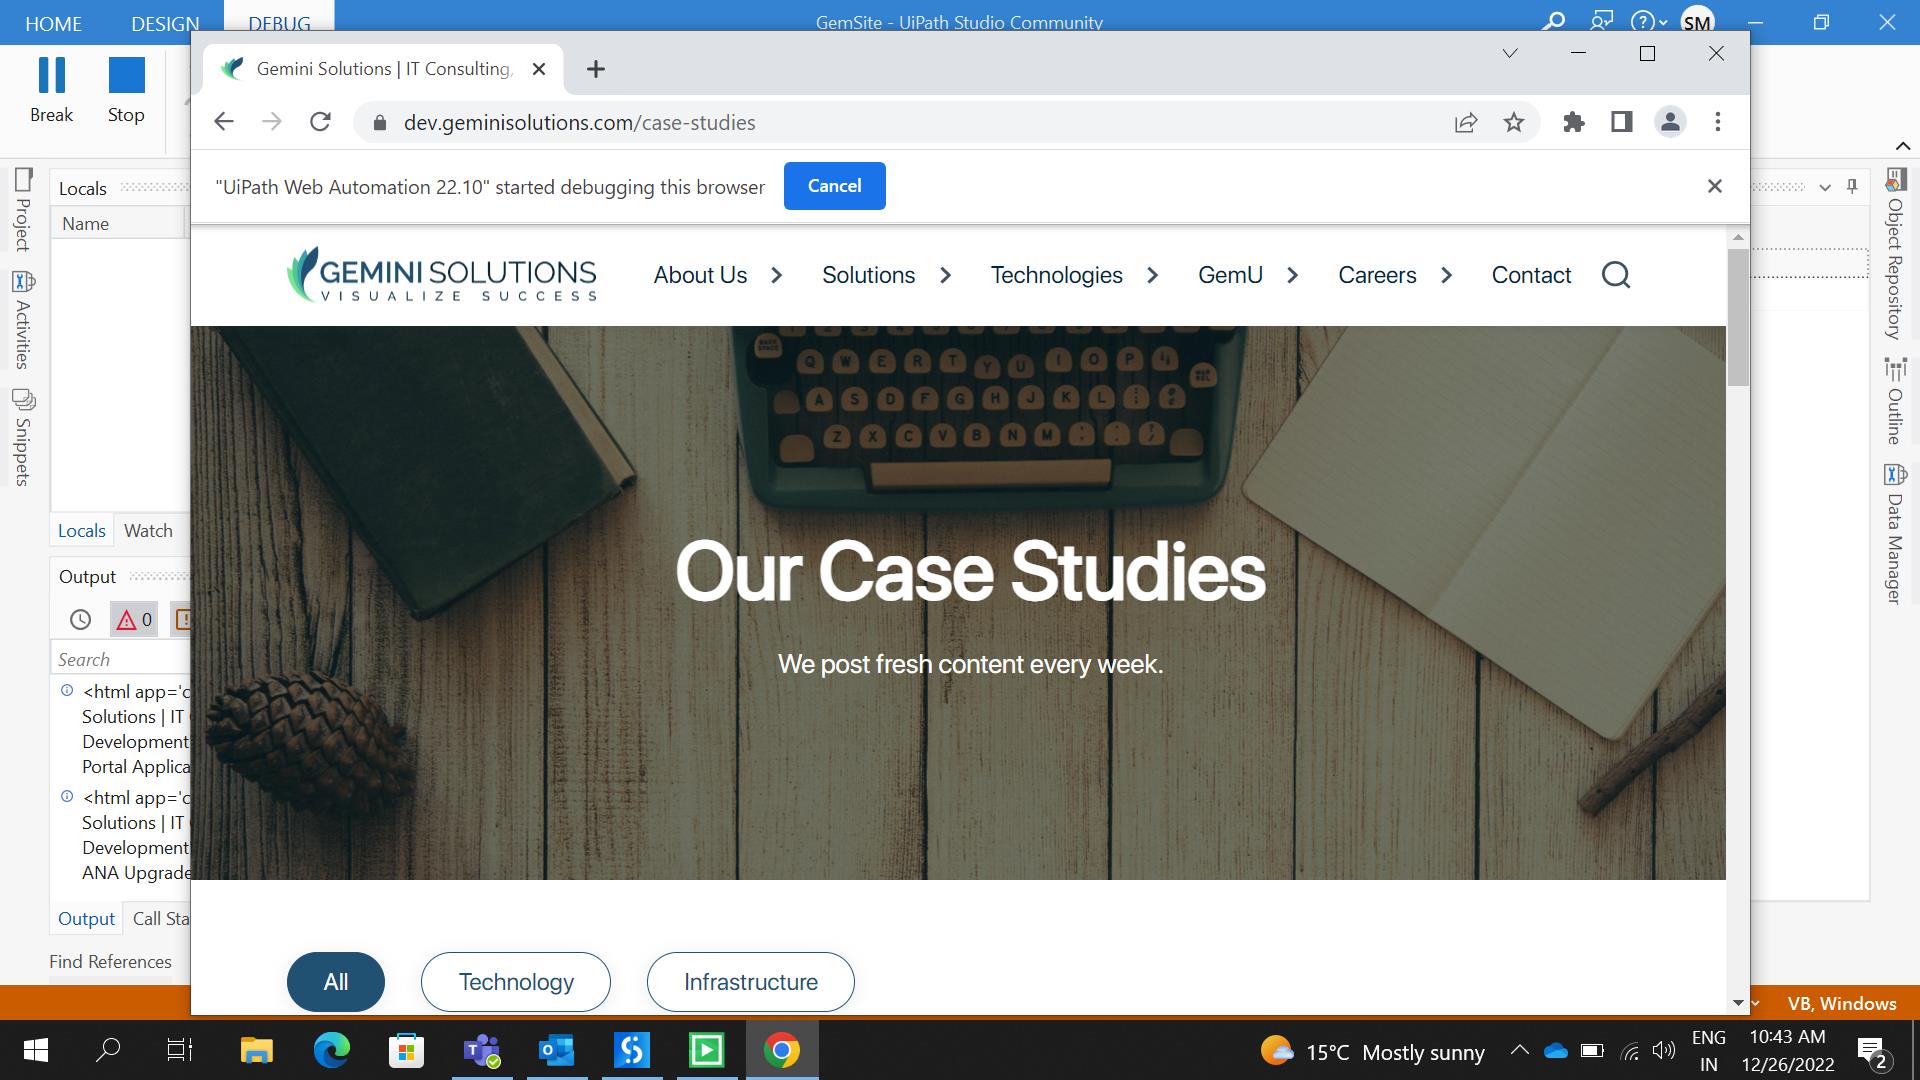 HOME DESIGN DEBUG GemSite - UiPath Studio Community SM
Break Stop
Gemini Solutions | IT Consulting,
dev.geminisolutions.com/case-studies
"UiPath Web Automation 22.10" started debugging this browser Cancel
Project
Activities
Snippets
Locals
Name
Locals Watch
Output
0
Search
<html app='c
Solutions | IT
Development
Portal Applica
<html app='c
Solutions | IT
Development
ANA Upgrade
Output Call Sta
Find References
GEMINI SOLUTIONS
VISUALIZE SUCCESS
About Us Solutions Technologies GemU Careers Contact
BACK SPACE
Q W E R T Y U I O P
MAR REL
A S D F G H J K L
Z X C V B N M
Our Case Studies
We post fresh content every week.
All Technology Infrastructure
Object Repository
Outline
Data Manager
VB, Windows
15°C Mostly sunny
ENG
IN
10:43 AM
12/26/2022
2